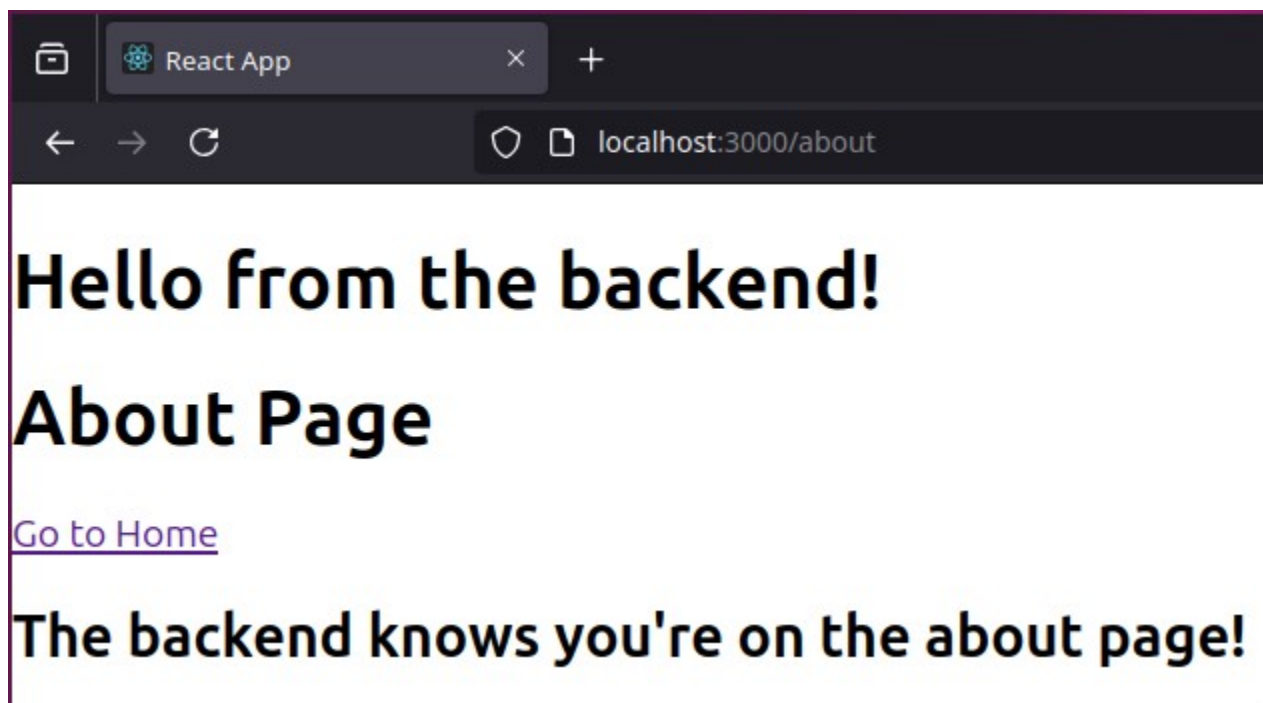 React App
localhost:3000/about
Hello from the backend!
About Page
Go to Home
The backend knows you're on the about page!